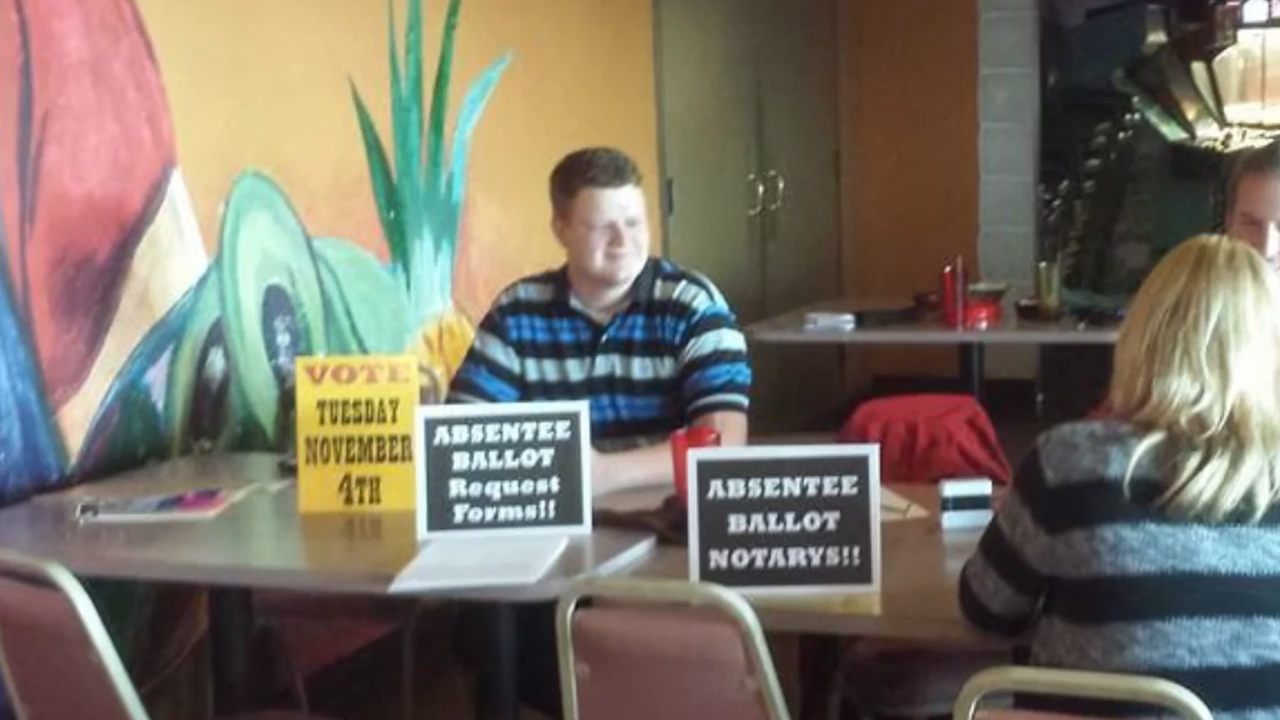 VOTE
TUESDAY
NOVEMBER
4TH
ABSENTEE
BALLOT
Request
Forms!!
ABSENTEE
BALLOT
NOTARYS!!